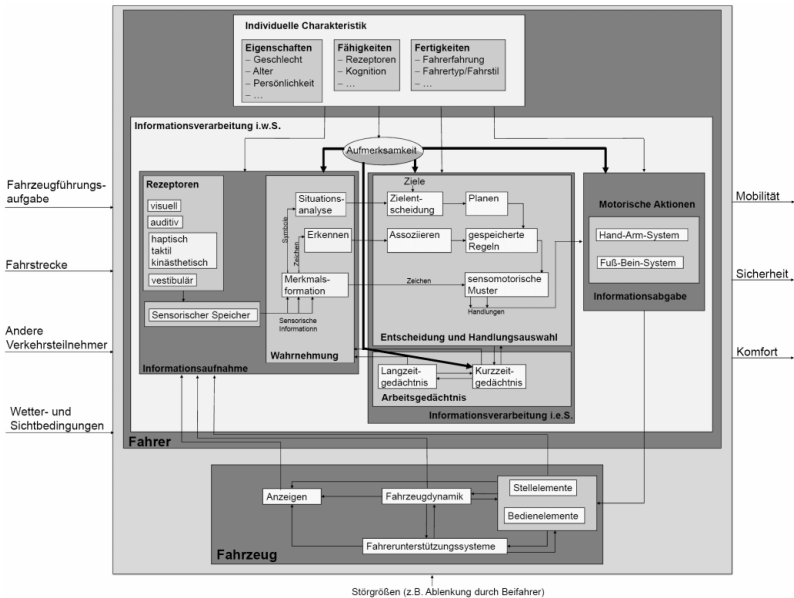 Individuelle Charakteristik
Eigenschaften
– Geschlecht
– Alter
– Persönlichkeit
– ...
Fähigkeiten
– Rezeptoren
– Kognition
– ...
Fertigkeiten
– Fahrerfahrung
– Fahrertyp/Fahrstil
– ...
Informationsverarbeitung i.w.S.
Aufmerksamkeit
Fahrzeugführungs-
aufgabe
Fahrstrecke
Andere
Verkehrsteilnehmer
Wetter- und
Sichtbedingungen
Rezeptoren
visuell
auditiv
haptisch
taktil
kinästhetisch
vestibulär
Sensorischer Speicher
Informationsaufnahme
Situations-
analyse
Symbole
Erkennen
Zeichen
Merkmals-
formation
Sensorische
Informationn
Wahrnehmung
Ziele
Zielent-
scheidung
Planen
Assoziieren
gespeicherte
Regeln
Zeichen
sensomotorische
Muster
Handlungen
Entscheidung und Handlungsauswahl
Langzeit-
gedächtnis
Kurzzeit-
gedächtnis
Arbeitsgedächtnis
Informationsverarbeitung i.e.S.
Motorische Aktionen
Hand-Arm-System
Fuß-Bein-System
Informationsabgabe
Mobilität
Sicherheit
Komfort
Fahrer
Anzeigen
Fahrzeugdynamik
Stellelemente
Bedienelemente
Fahrerunterstützungssysteme
Fahrzeug
Störgrößen (z.B. Ablenkung durch Beifahrer)